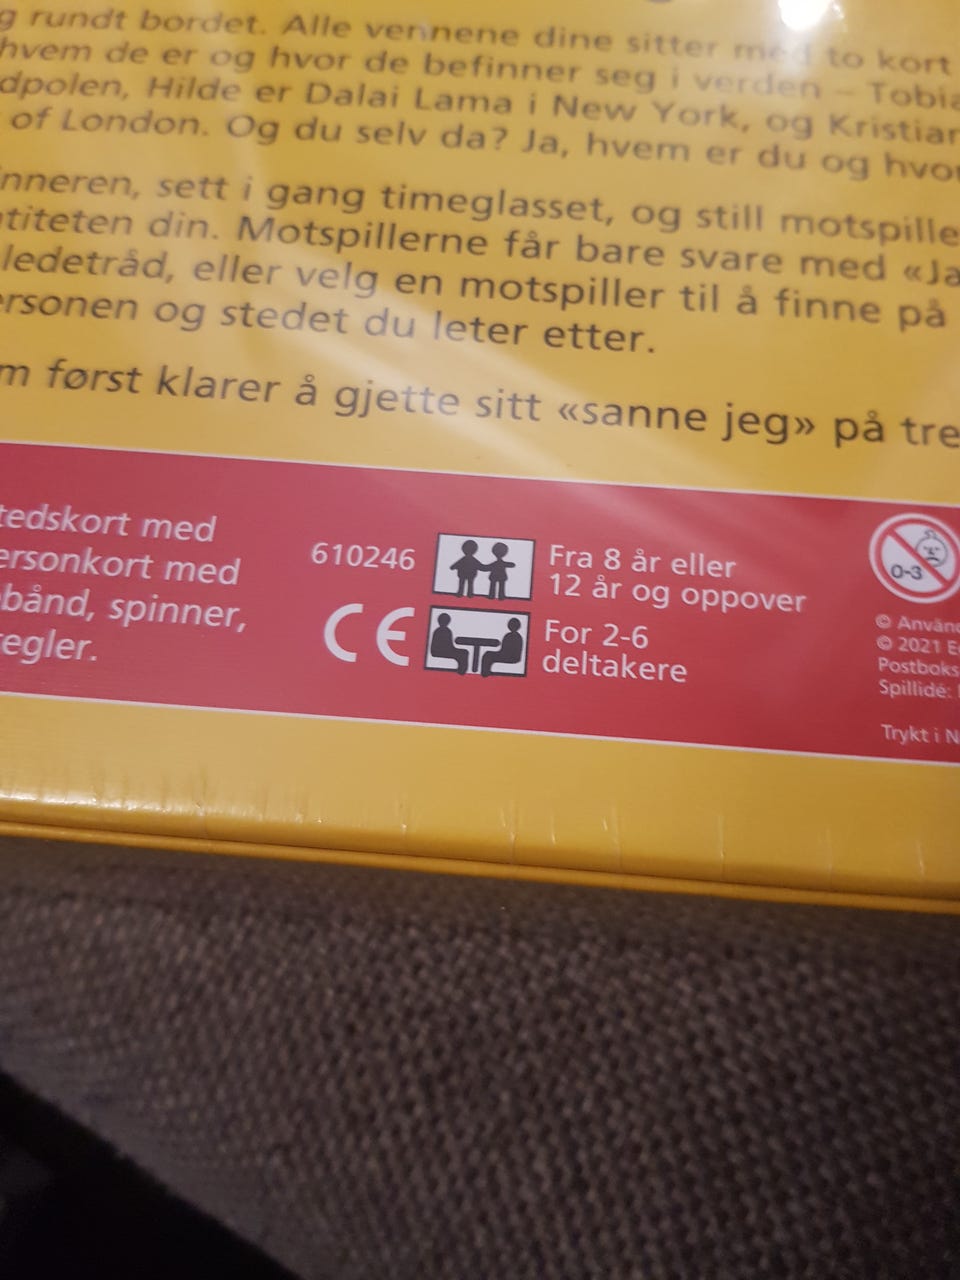 g rundt bordet. Alle vennene dine sitter med to kort
hvem de er og hvor de befinner seg i verden – Tobia
dpolen, Hilde er Dalai Lama i New York, og Kristian
of London. Og du selv da? Ja, hvem er du og hvor
nneren, sett i gang timeglasset, og still motspille
titeten din. Motspillerne får bare svare med «Ja
ledetråd, eller velg en motspiller til å finne på
ersonen og stedet du leter etter.
m først klarer å gjette sitt «sanne jeg» på tre
tedskort med
ersonkort med
bånd, spinner,
egler.
610246
CE
Fra 8 år eller
12 år og oppover
For 2-6
deltakere
0-3
© Använd
© 2021 E
Postboks
Spillidé:
Trykt i N